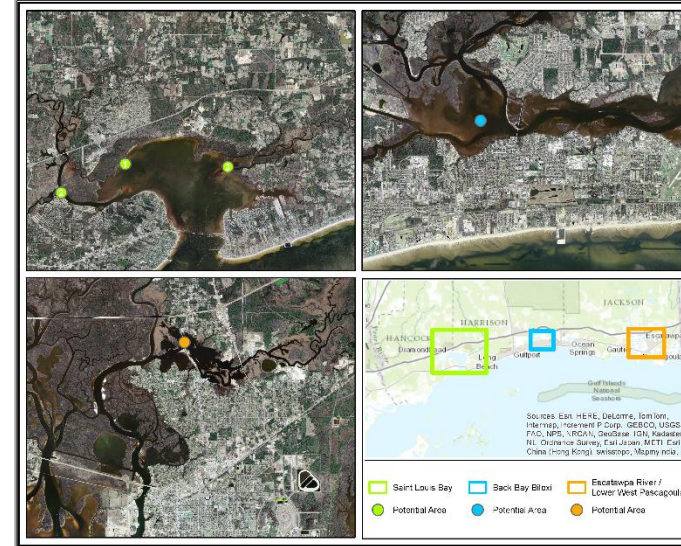 1
2
3
JACKSON
HARRISON
HANCOCK
Diamondhead
Long
Beach
Gulfport
Ocean
Springs
Gulf Islands
National
Seashore
Sources: Esri, HERE, DeLorme, TomTom,
Intermap, increment P Corp., GEBCO, USGS,
FAO, NPS, NRCAN, GeoBase, IGN, Kadaster
NL, Ordnance Survey, Esri Japan, METI, Esri
China (Hong Kong), swisstopo, MapmyIndia,
Saint Louis Bay
Back Bay Biloxi
Escatawpa River /
Lower West Pascagoula
Potential Area
Potential Area
Potential Area